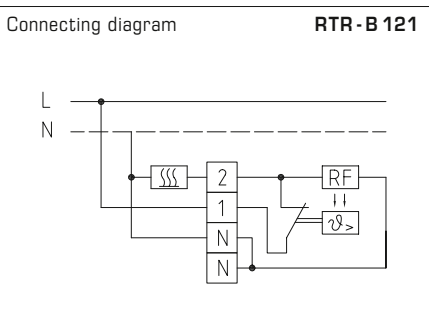 Connecting diagram RTR-B 121
L
N
2 RF
1
ϑ>
N
N